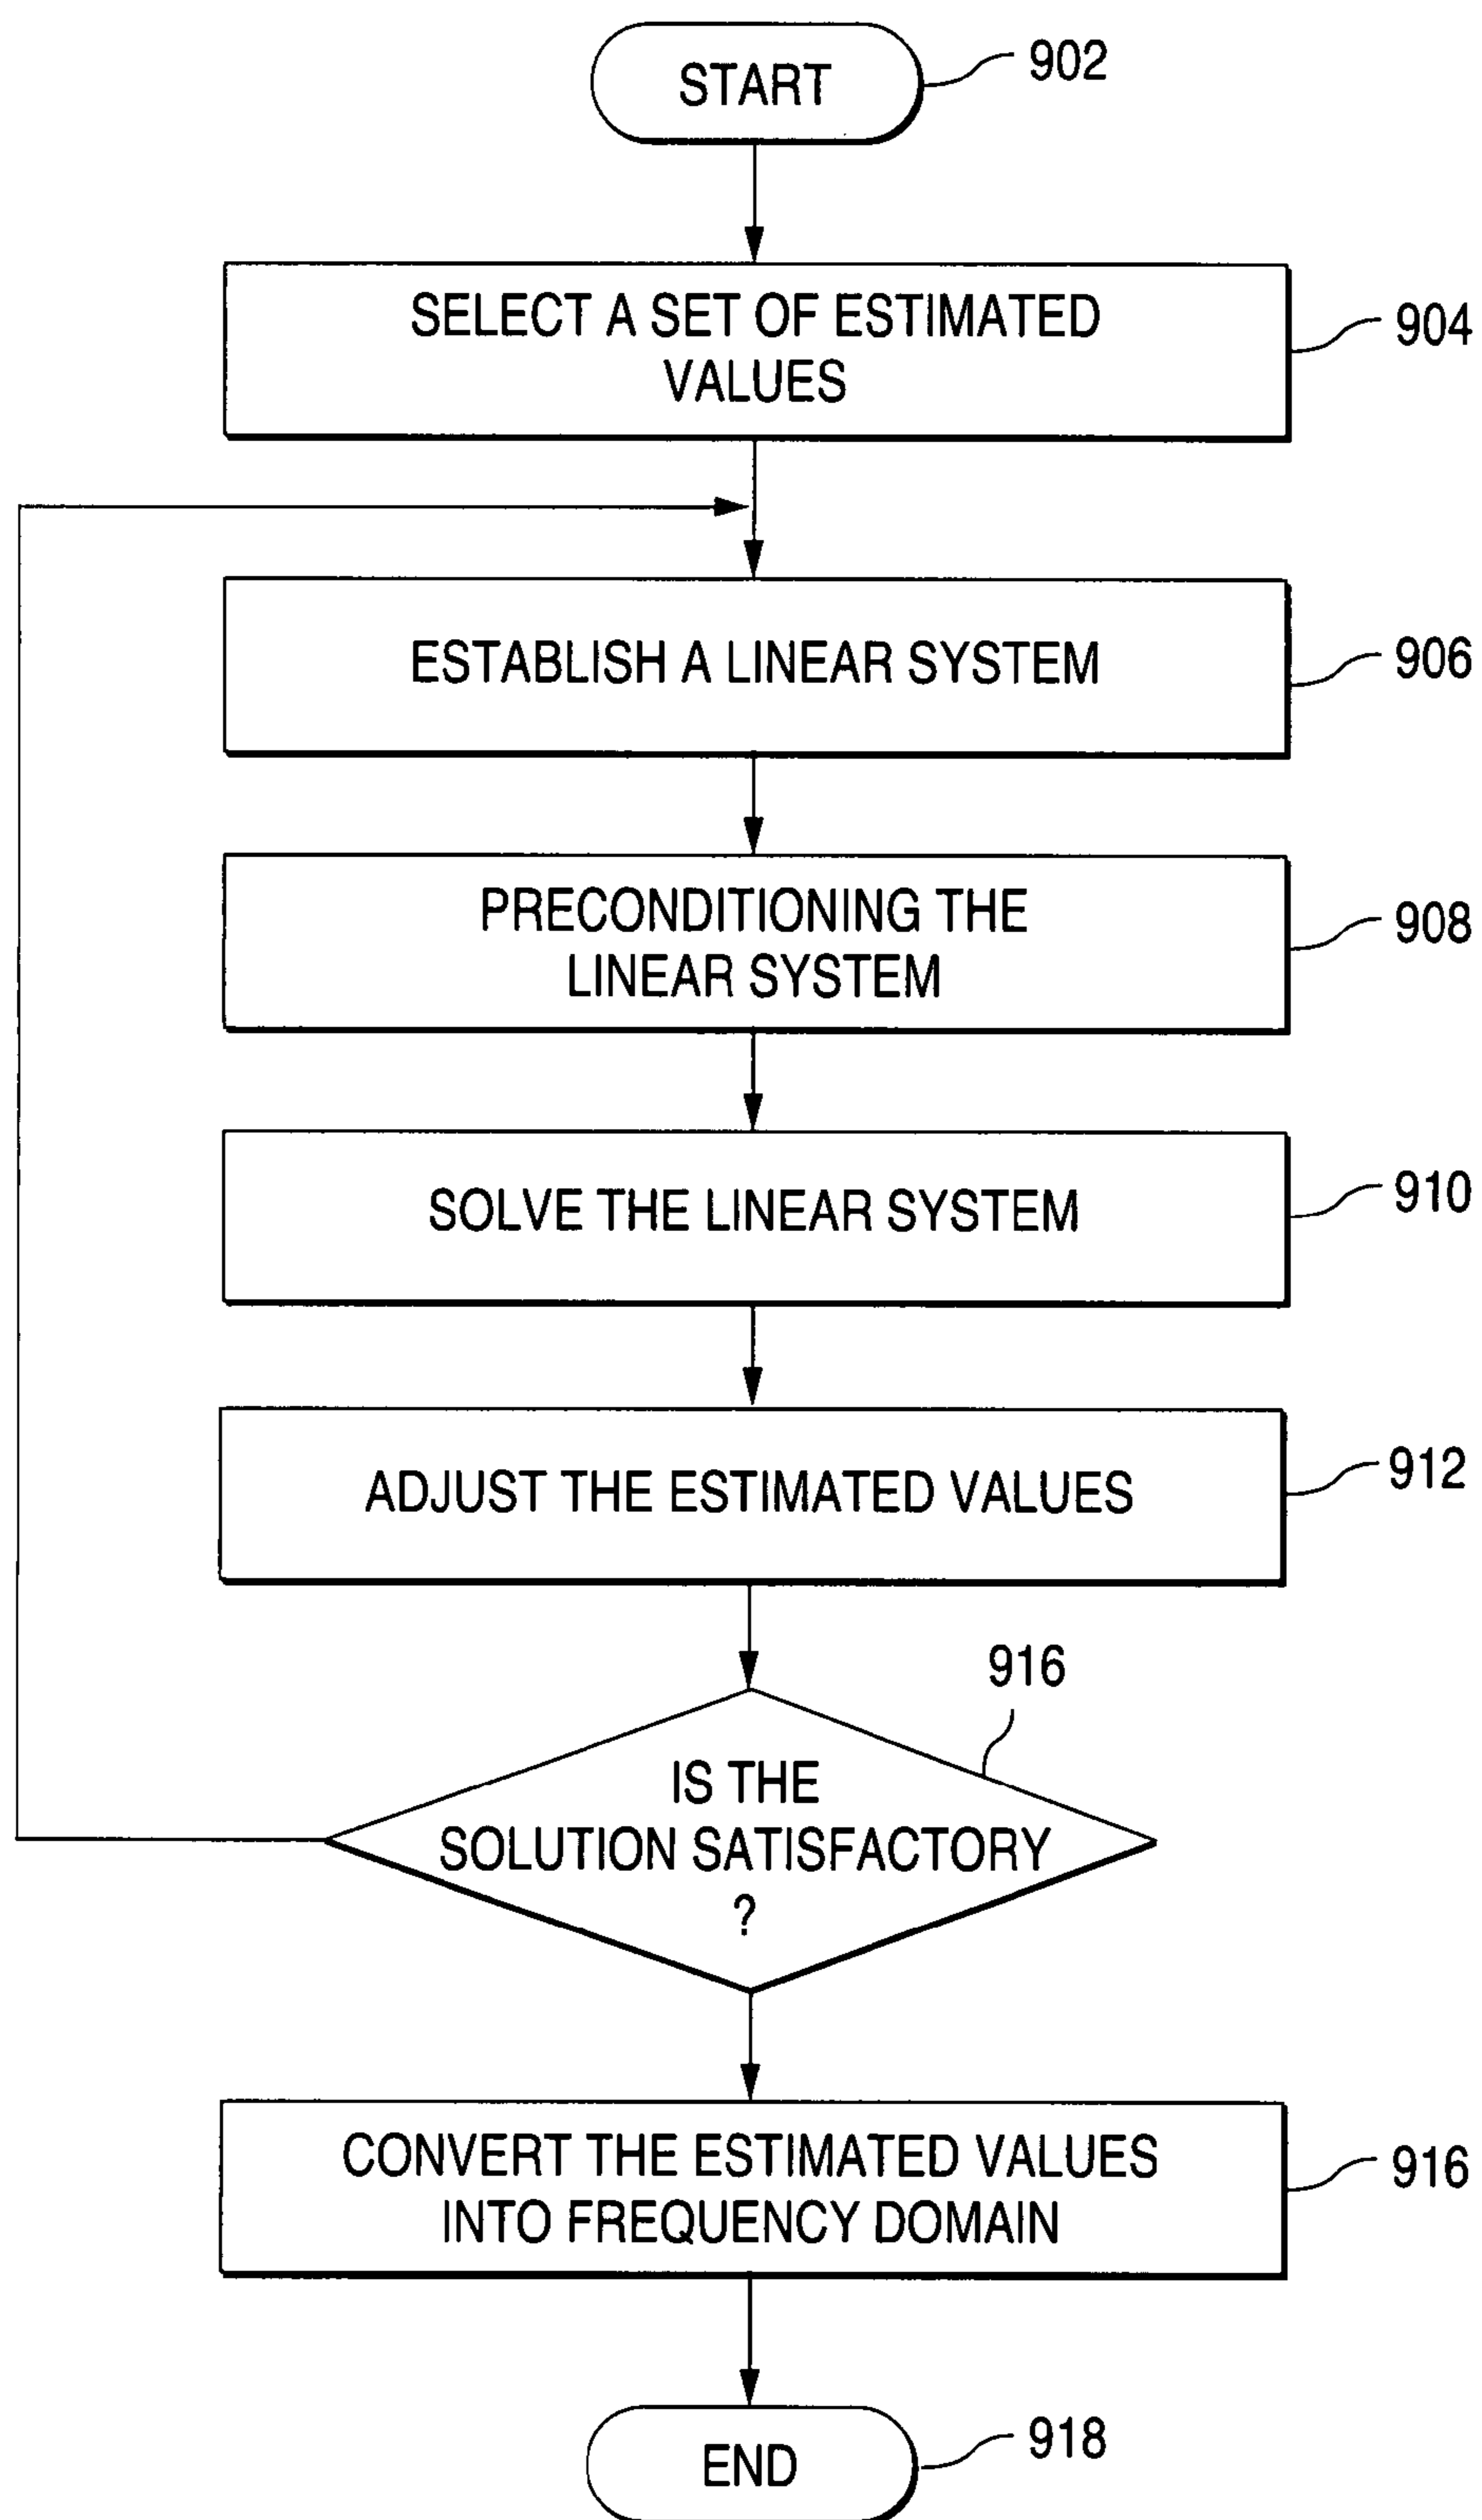 START
902
SELECT A SET OF ESTIMATED
VALUES
904
ESTABLISH A LINEAR SYSTEM
906
PRECONDITIONING THE
LINEAR SYSTEM
908
SOLVE THE LINEAR SYSTEM
910
ADJUST THE ESTIMATED VALUES
912
916
IS THE
SOLUTION SATISFACTORY
?
CONVERT THE ESTIMATED VALUES
INTO FREQUENCY DOMAIN
916
END
918